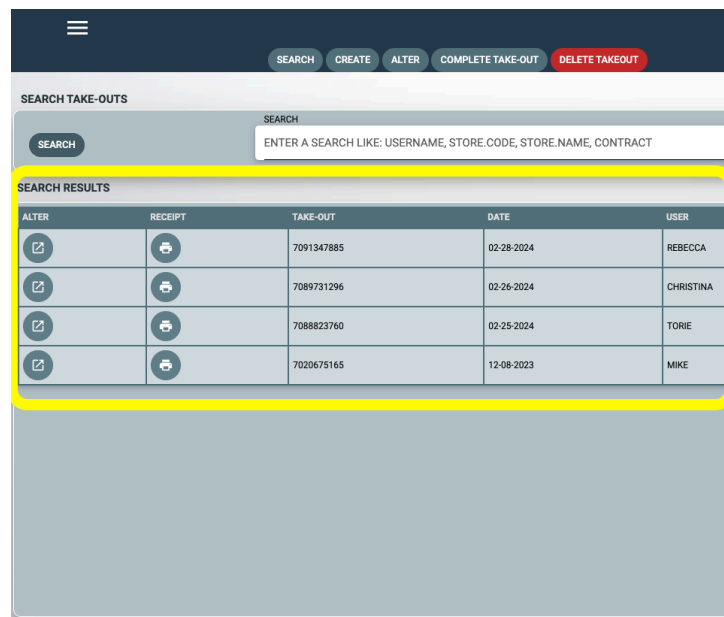 SEARCH CREATE ALTER COMPLETE TAKE-OUT DELETE TAKEOUT
SEARCH TAKE-OUTS
SEARCH
SEARCH ENTER A SEARCH LIKE: USERNAME, STORE.CODE, STORE.NAME, CONTRACT
SEARCH RESULTS
ALTER RECEIPT TAKE-OUT DATE USER
7091347885 02-28-2024 REBECCA
7089731296 02-26-2024 CHRISTINA
7088823760 02-25-2024 TORIE
7020675165 12-08-2023 MIKE